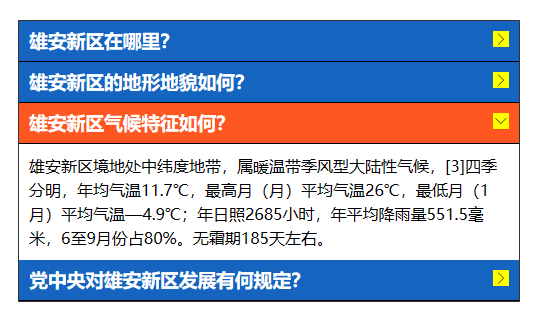 雄安新区在哪里？
雄安新区的地形地貌如何？
雄安新区气候特征如何？
雄安新区境地处中纬度地带，属暖温带季风型大陆性气候，[3]四季
分明，年均气温11.7℃，最高月（月）平均气温26℃，最低月（1
月）平均气温—4.9℃；年日照2685小时，年平均降雨量551.5毫
米，6至9月份占80%。无霜期185天左右。
党中央对雄安新区发展有何规定？